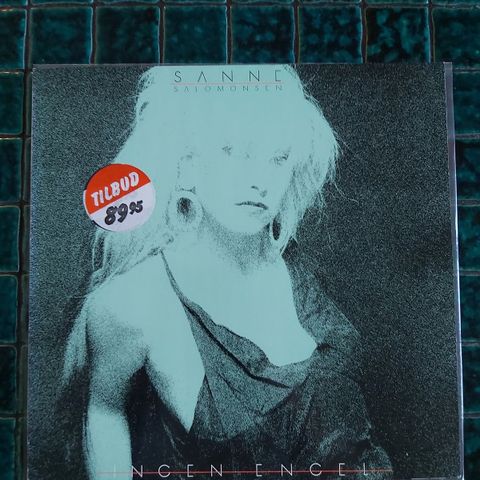 SANNE
SALOMONSEN
TILBUD
89.95
INGEN ENGEL